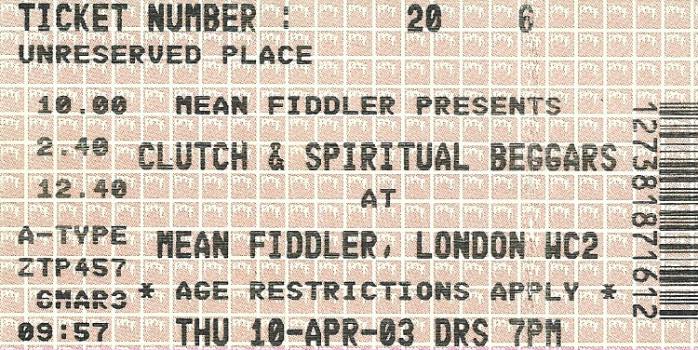 TICKET NUMBER : 20 6
UNRESERVED PLACE
10.00 MEAN FIDDLER PRESENTS
2.40 CLUTCH & SPIRITUAL BEGGARS
12.40 AT
A-TYPE MEAN FIDDLER, LONDON WC2
ZTP457
6MAR3 * AGE RESTRICTIONS APPLY *
09:57 THU 10-APR-03 DRS 7PM
1273818871612